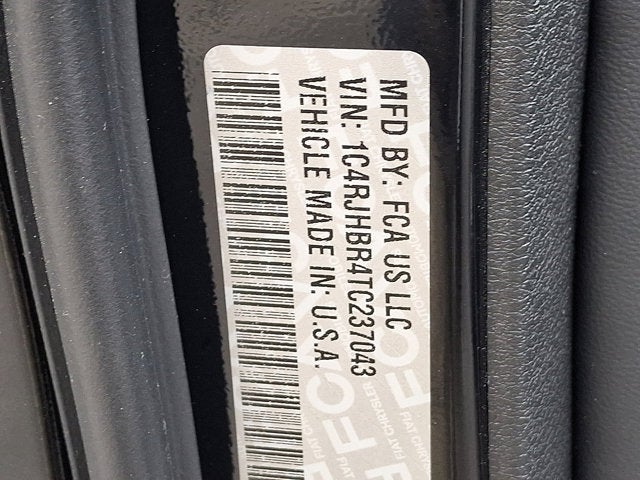 MFD BY: FCA US LLC
VIN: 1C4RJHBR4TC237043
VEHICLE MADE IN: U.S.A.